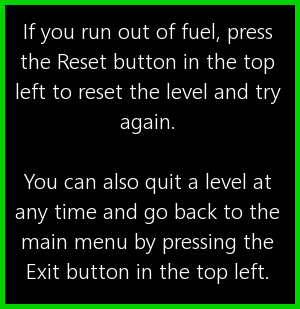 If you run out of fuel, press
the Reset button in the top
left to reset the level and try
again.
You can also quit a level at
any time and go back to the
main menu by pressing the
Exit button in the top left.